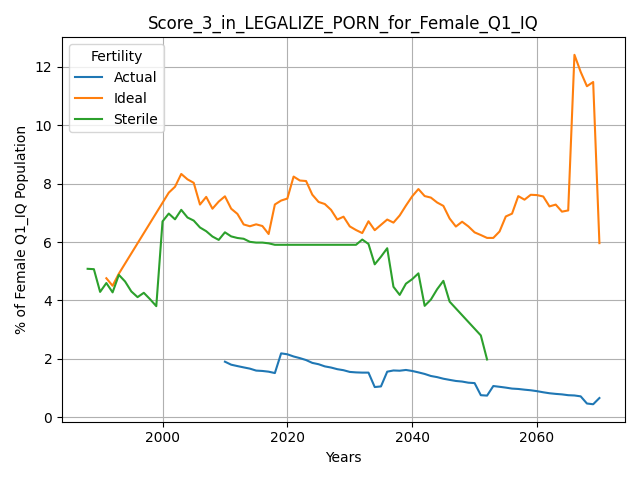 Score_3_in_LEGALIZE_PORN_for_Female_Q1_IQ
Fertility
Actual
Ideal
Sterile
% of Female Q1_IQ Population
12
10
8
6
4
2
0
2000
2020
2040
2060
Years